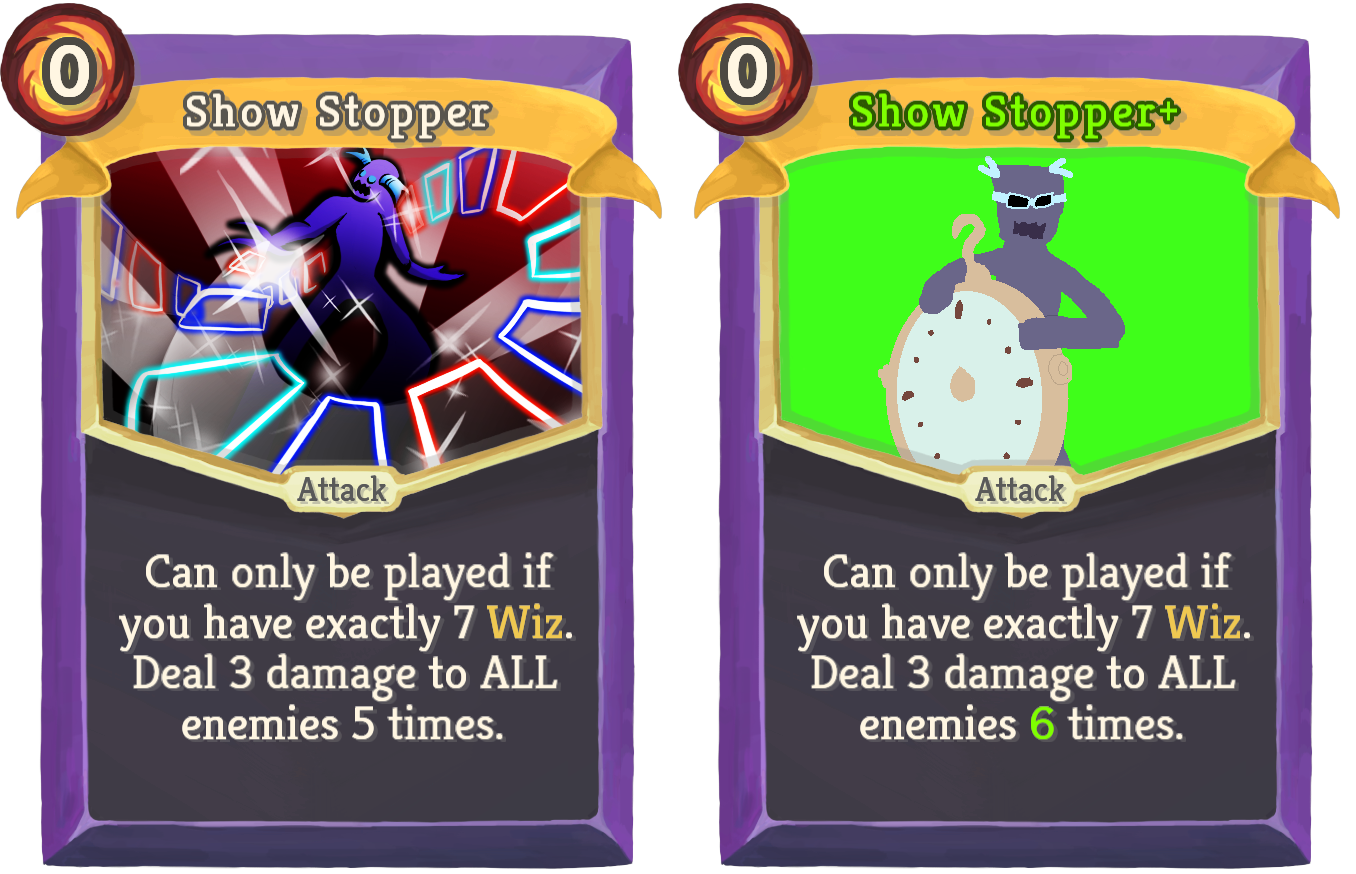 0
Show Stopper
Attack
Can only be played if
you have exactly 7 Wiz.
Deal 3 damage to ALL
enemies 5 times.
0
Show Stopper+
Attack
Can only be played if
you have exactly 7 Wiz.
Deal 3 damage to ALL
enemies 6 times.